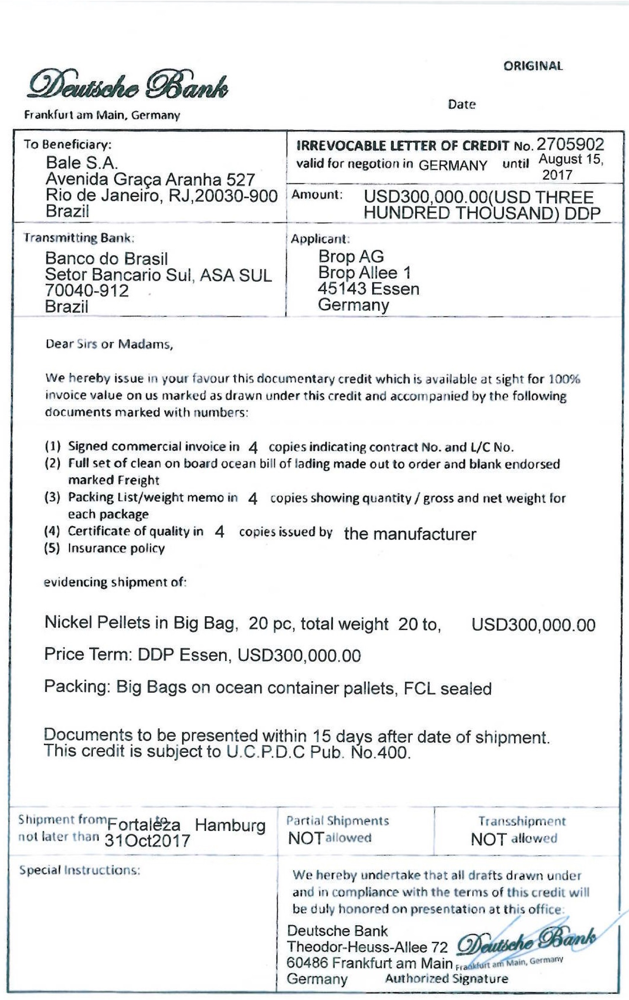 ORIGINAL
Deutsche Bank
Frankfurt am Main, Germany
Date
To Beneficiary:
Bale S.A.
Avenida Graça Aranha 527
Rio de Janeiro, RJ,20030-900
Brazil
IRREVOCABLE LETTER OF CREDIT No. 2705902
valid for negotion in GERMANY until August 15,
2017
Amount: USD300,000.00(USD THREE
HUNDRED THOUSAND) DDP
Transmitting Bank:
Banco do Brasil
Setor Bancario Sul, ASA SUL
70040-912
Brazil
Applicant:
Brop AG
Brop Allee 1
45143 Essen
Germany
Dear Sirs or Madams,
We hereby issue in your favour this documentary credit which is available at sight for 100%
invoice value on us marked as drawn under this credit and accompanied by the following
documents marked with numbers:
(1) Signed commercial invoice in 4 copies indicating contract No. and L/C No.
(2) Full set of clean on board ocean bill of lading made out to order and blank endorsed
marked Freight
(3) Packing List/weight memo in 4 copies showing quantity / gross and net weight for
each package
(4) Certificate of quality in 4 copies issued by the manufacturer
(5) Insurance policy
evidencing shipment of:
Nickel Pellets in Big Bag, 20 pc, total weight 20 to, USD300,000.00
Price Term: DDP Essen, USD300,000.00
Packing: Big Bags on ocean container pallets, FCL sealed
Documents to be presented within 15 days after date of shipment.
This credit is subject to U.C.P.D.C Pub. No.400.
Shipment from Fortaleza to Hamburg
not later than 31Oct2017
Partial Shipments
NOT allowed
Transshipment
NOT allowed
Special Instructions:
We hereby undertake that all drafts drawn under
and in compliance with the terms of this credit will
be duly honored on presentation at this office:
Deutsche Bank
Theodor-Heuss-Allee 72
60486 Frankfurt am Main
Germany
Deutsche Bank
Frankfurt am Main, Germany
Authorized Signature